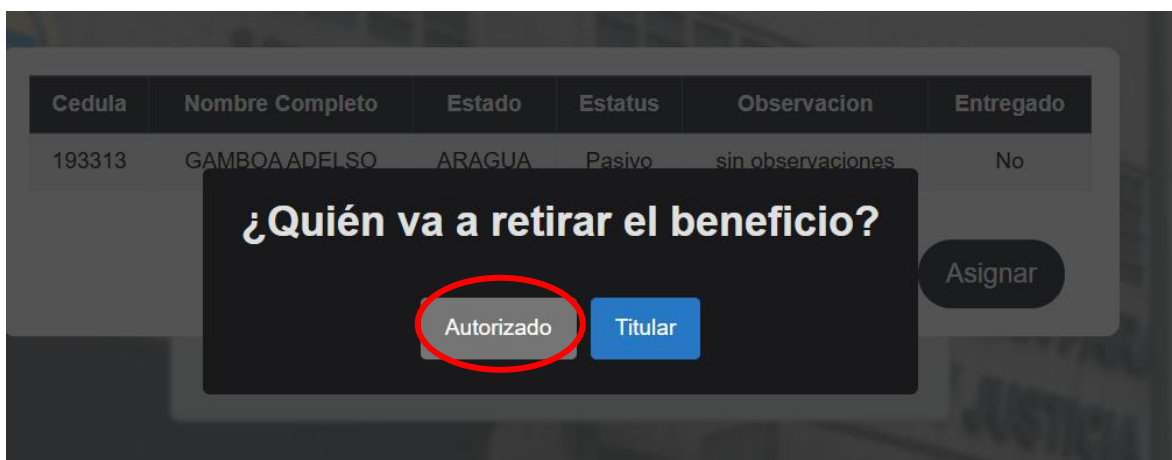 Cedula Nombre Completo Estado Estatus Observacion Entregado
193313 GAMBOA ADELSO ARAGUA Pasivo sin observaciones No
¿Quién va a retirar el beneficio?
Asignar
Autorizado Titular
JUSTICIA